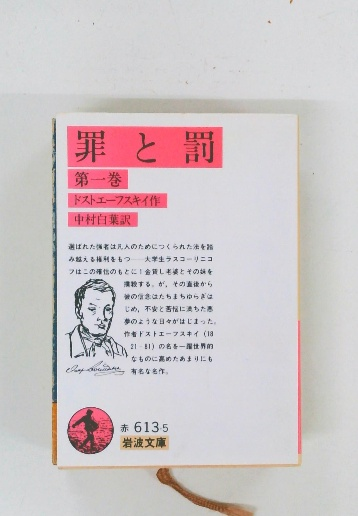 罪と罰
第一巻
ドストエーフスキイ作
中村白葉訳
選ばれた強者は凡人のためにつくられた法を踏
み越える権利をもつ――大学生ラスコーリニコ
フはこの確信のもとに1金貸し老婆とその妹を
撲殺する。が、その直後から
彼の信念はたちまちゆらぎは
じめ、不安と苦悩に満ちた悪
夢のような日々がはじまった。
作者ドストエーフスキイ(18
21-81)の名を一躍世界的
なものに高めたあまりにも
有名な名作。
赤 613-5
岩波文庫